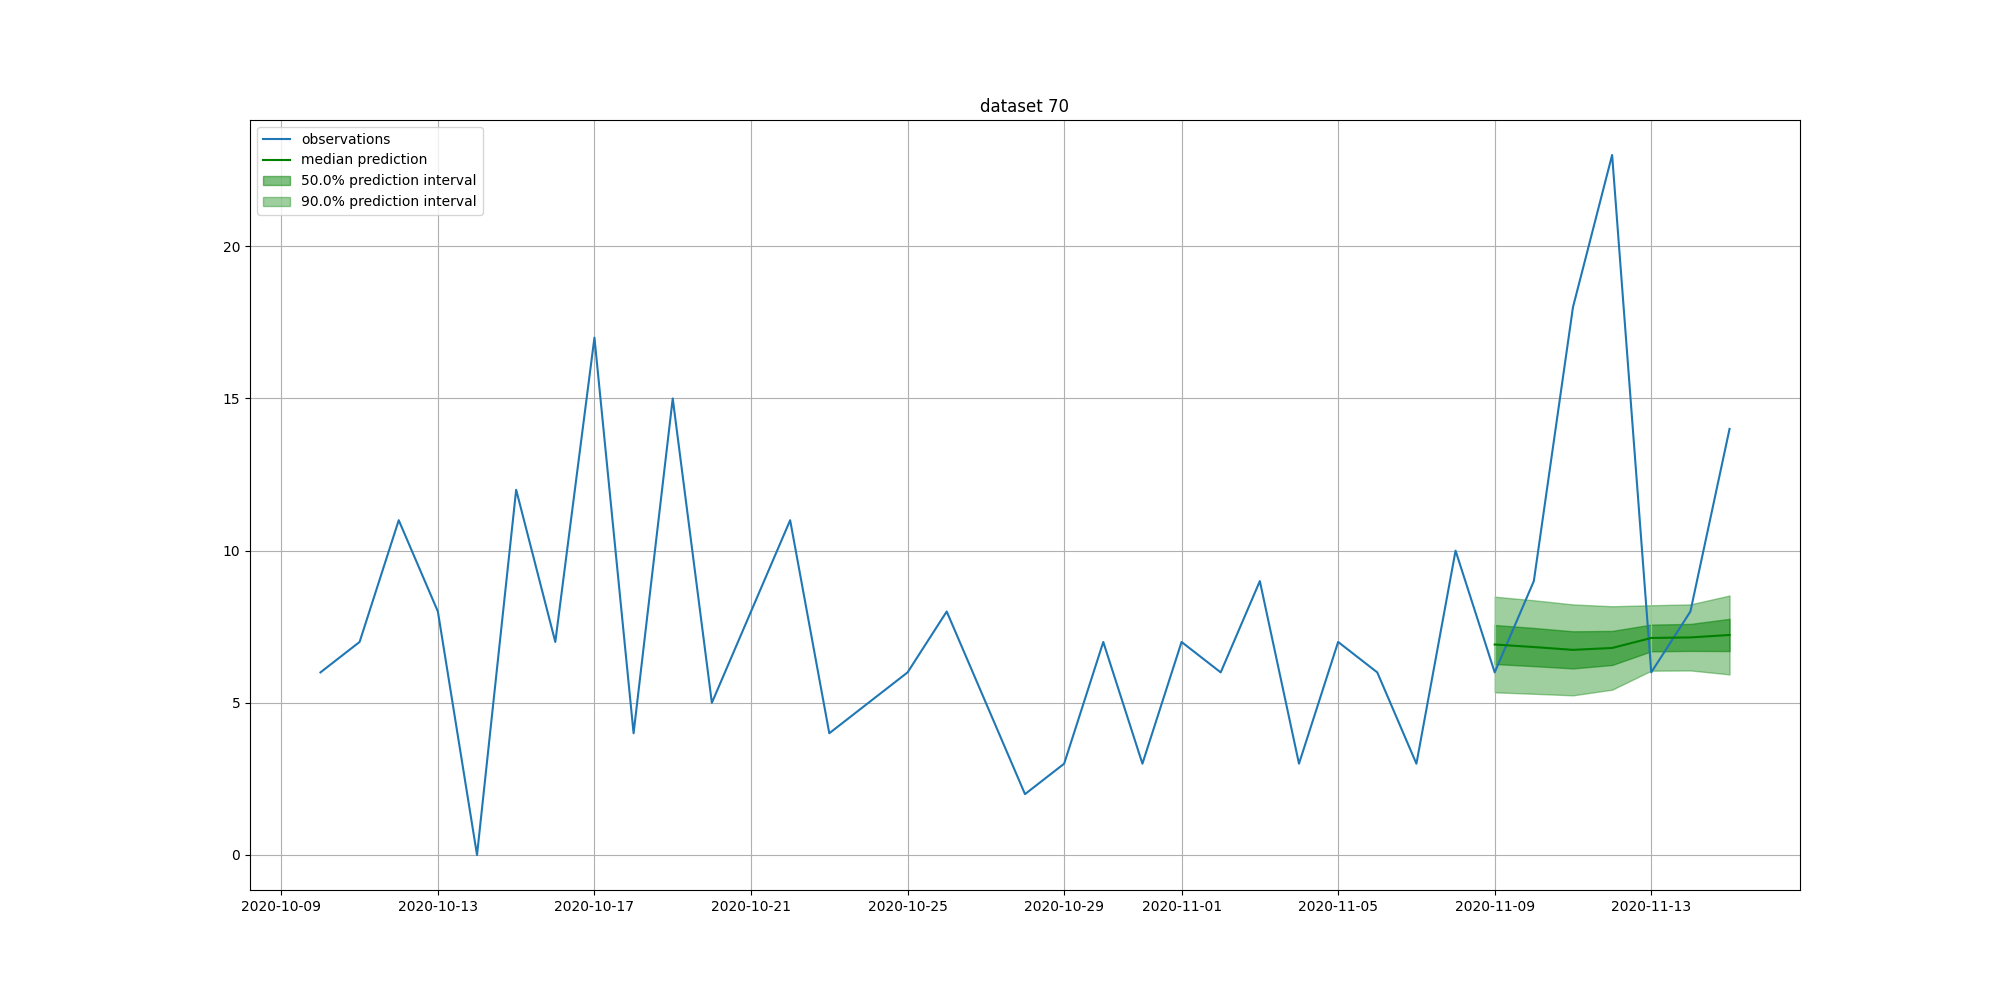 dataset 70
observations
median prediction
50.0% prediction interval
90.0% prediction interval
20
15
10
5
0
2020-10-09 2020-10-13 2020-10-17 2020-10-21 2020-10-25 2020-10-29 2020-11-01 2020-11-05 2020-11-09 2020-11-13